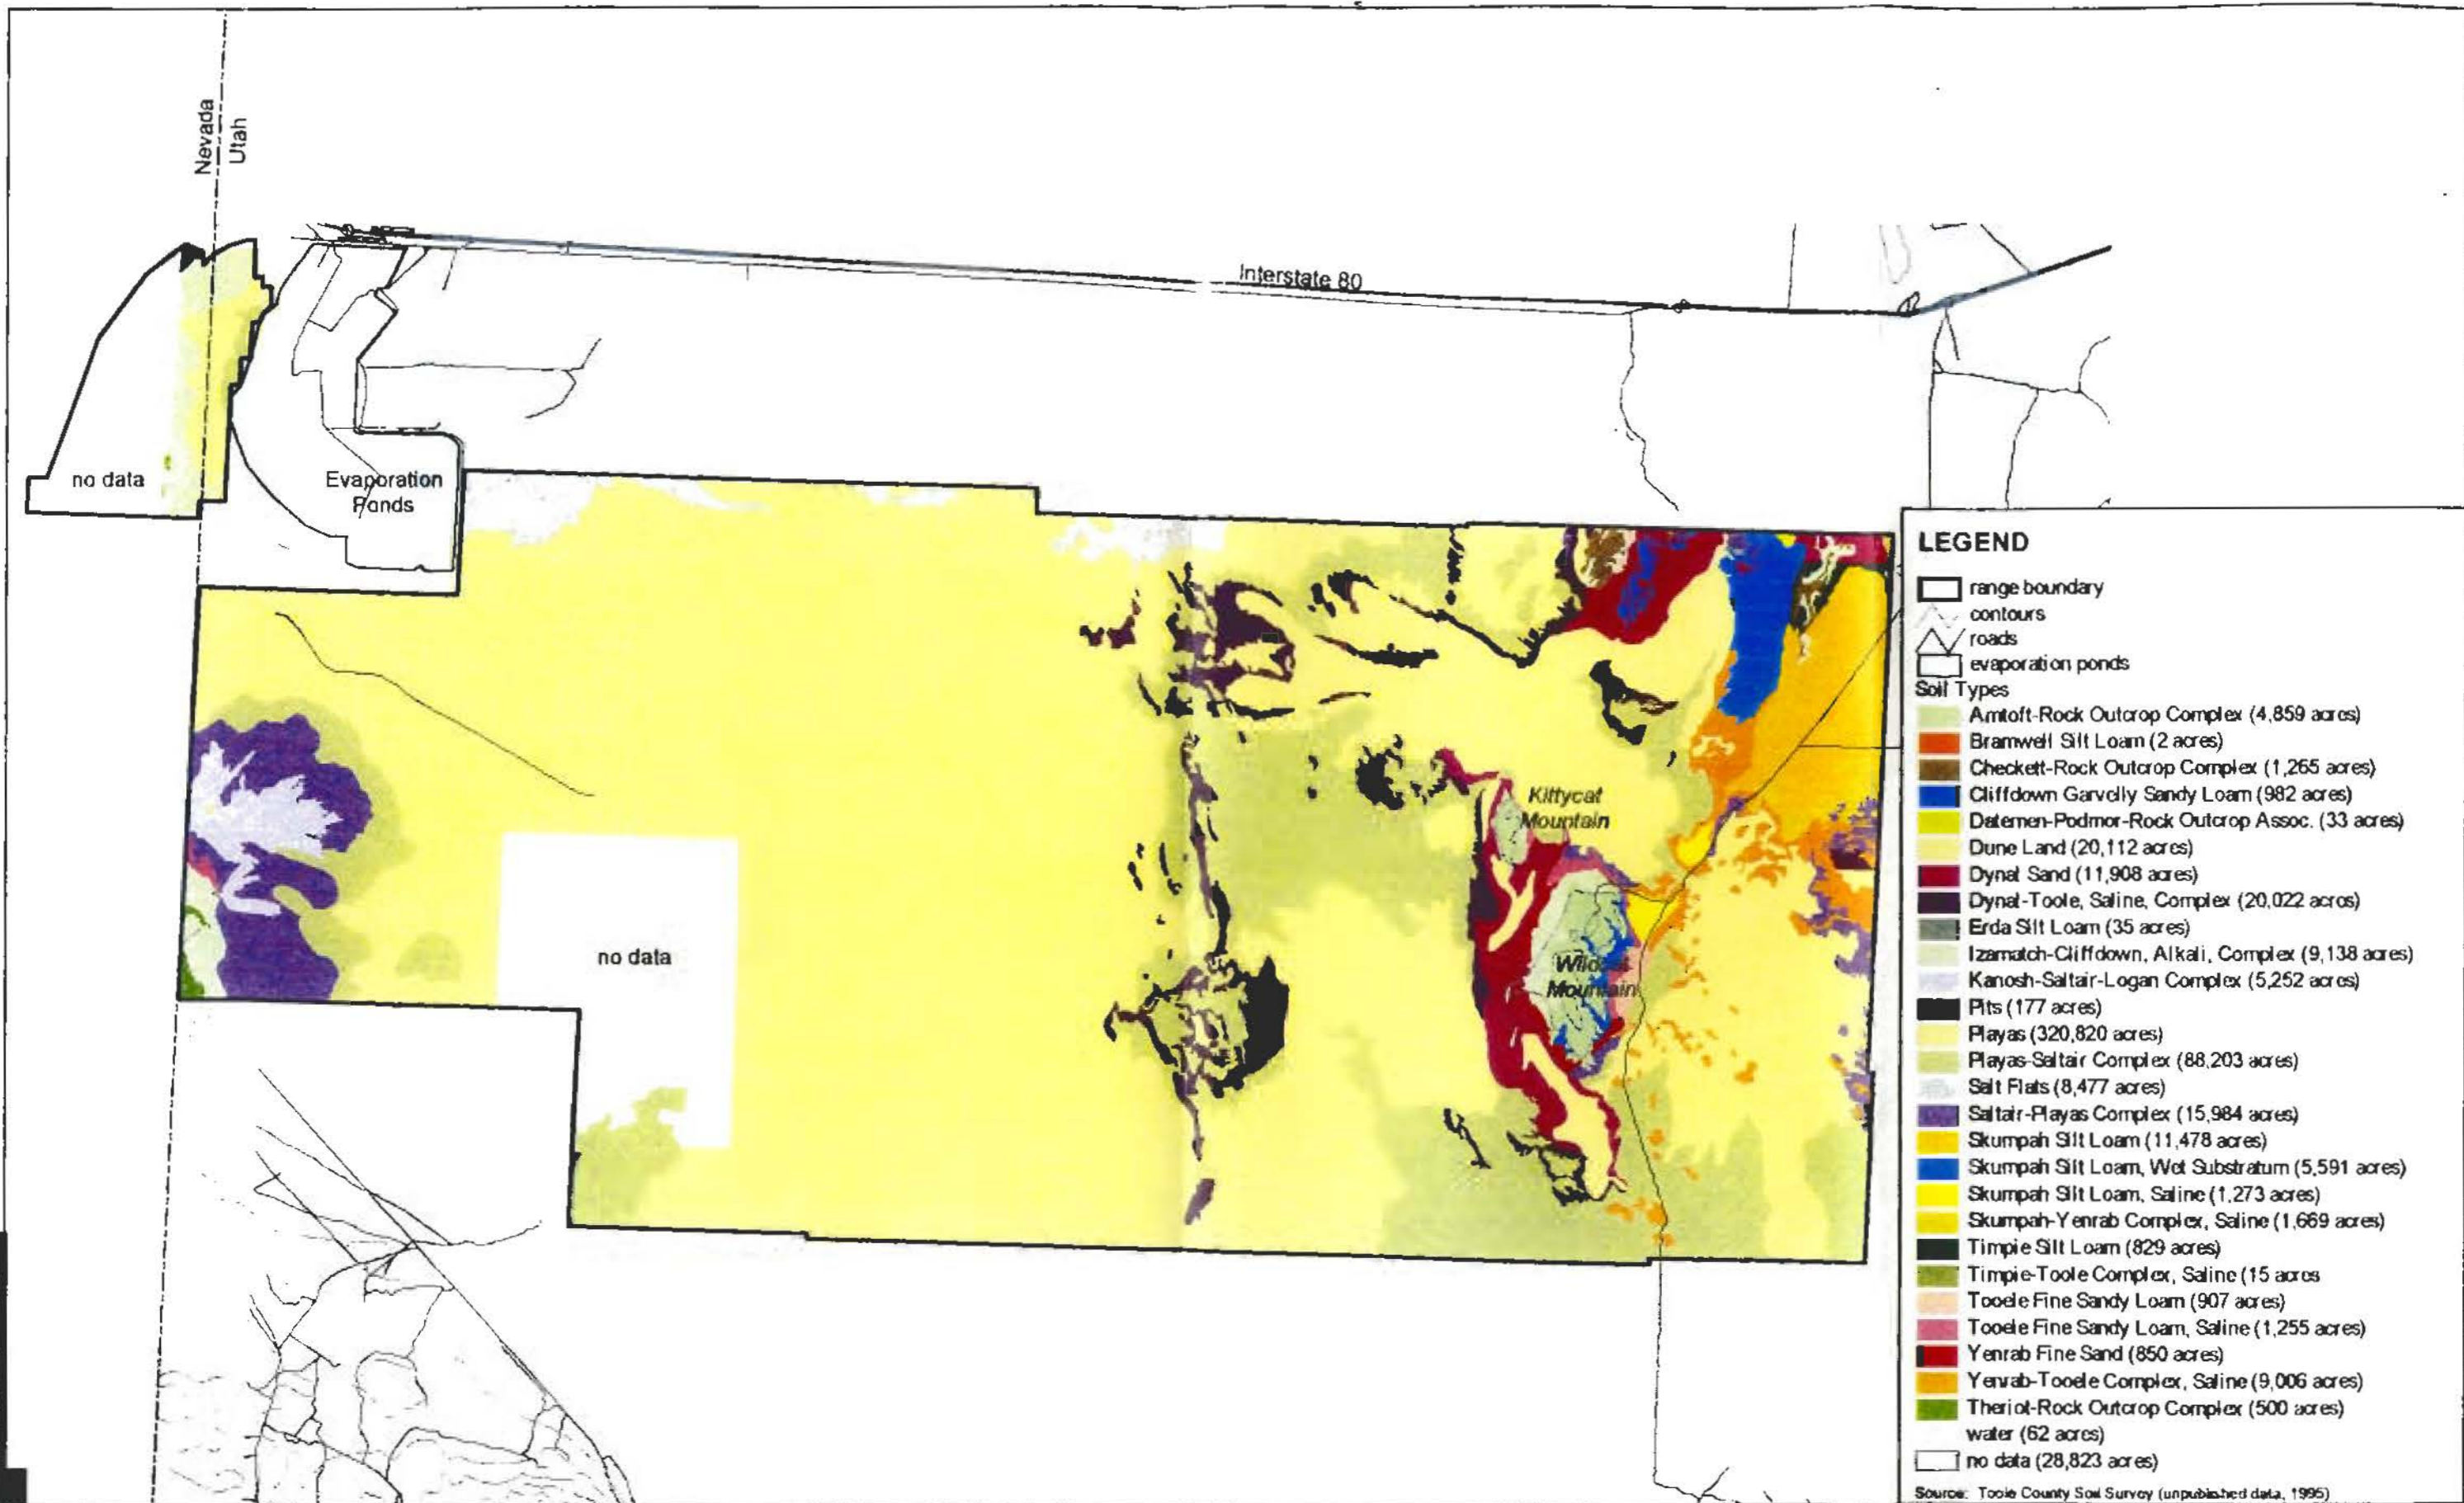 Nevada
Utah
Interstate 80
no data
Evaporation
Ponds
Kittycat
Mountain
no data
Wildcat
Mountain
LEGEND
range boundary
contours
roads
evaporation ponds
Soil Types
Amtoft-Rock Outcrop Complex (4,859 acres)
Bramwell Silt Loam (2 acres)
Checkett-Rock Outcrop Complex (1,265 acres)
Cliffdown Garvelly Sandy Loam (982 acres)
Datemen-Podmor-Rock Outcrop Assoc. (33 acres)
Dune Land (20,112 acres)
Dynal Sand (11,908 acres)
Dynal-Toole, Saline, Complex (20,022 acres)
Erda Silt Loam (35 acres)
Izamatch-Cliffdown, Alkali, Complex (9,138 acres)
Kanosh-Saltair-Logan Complex (5,252 acres)
Pits (177 acres)
Playas (320,820 acres)
Playas-Saltair Complex (88,203 acres)
Salt Flats (8,477 acres)
Saltair-Playas Complex (15,984 acres)
Skumpah Silt Loam (11,478 acres)
Skumpah Silt Loam, Wet Substratum (5,591 acres)
Skumpah Silt Loam, Saline (1,273 acres)
Skumpah-Yenrab Complex, Saline (1,669 acres)
Timpie Silt Loam (829 acres)
Timpie-Toole Complex, Saline (15 acres
Tooele Fine Sandy Loam (907 acres)
Tooele Fine Sandy Loam, Saline (1,255 acres)
Yenrab Fine Sand (850 acres)
Yenrab-Tooele Complex, Saline (9,006 acres)
Theriot-Rock Outcrop Complex (500 acres)
water (62 acres)
no data (28,823 acres)
Source: Tooie County Soil Survey (unpublished data, 1995)